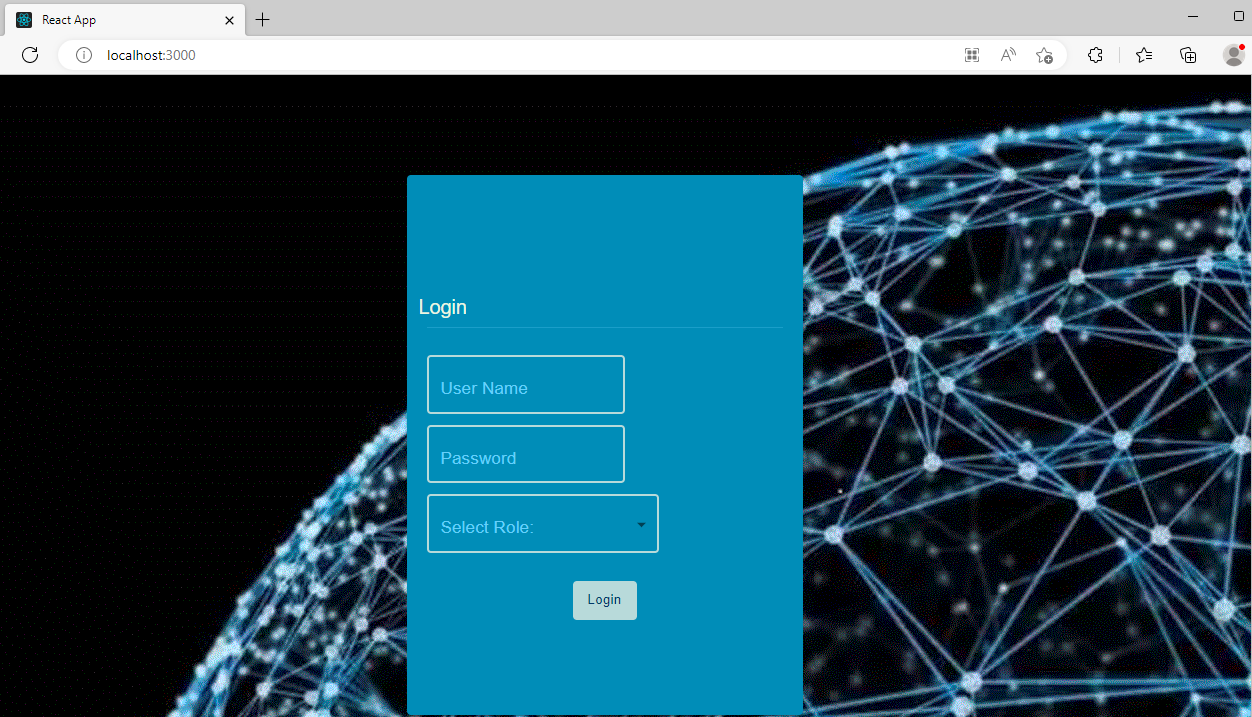 React App
localhost:3000
Login
User Name
Password
Select Role:
Login